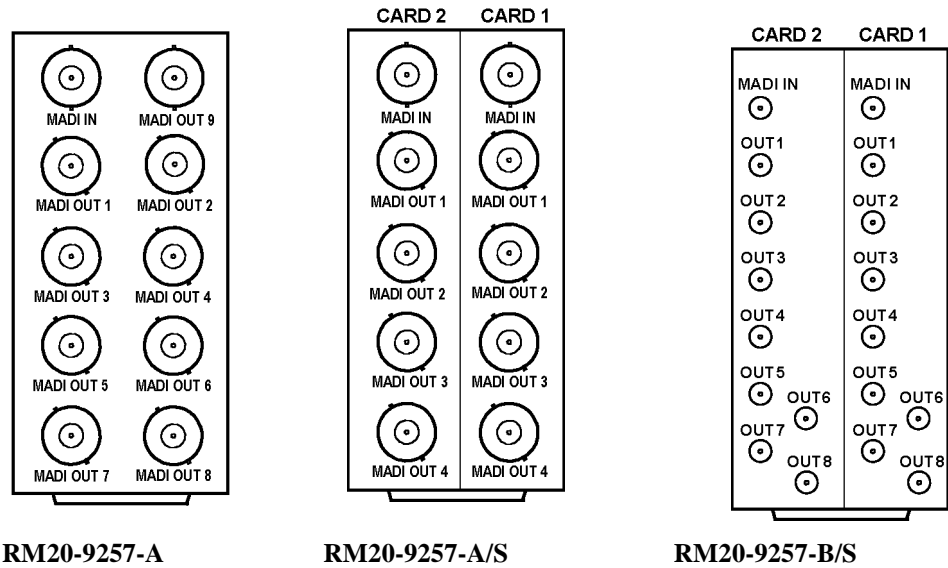 MADI IN MADI OUT 9
MADI OUT 1 MADI OUT 2
MADI OUT 3 MADI OUT 4
MADI OUT 5 MADI OUT 6
MADI OUT 7 MADI OUT 8
RM20-9257-A
CARD 2 CARD 1
MADI IN MADI IN
MADI OUT 1 MADI OUT 1
MADI OUT 2 MADI OUT 2
MADI OUT 3 MADI OUT 3
MADI OUT 4 MADI OUT 4
RM20-9257-A/S
CARD 2 CARD 1
MADI IN MADI IN
OUT1 OUT1
OUT2 OUT2
OUT3 OUT3
OUT4 OUT4
OUT5 OUT5
OUT6 OUT6
OUT7 OUT7
OUT8 OUT8
RM20-9257-B/S